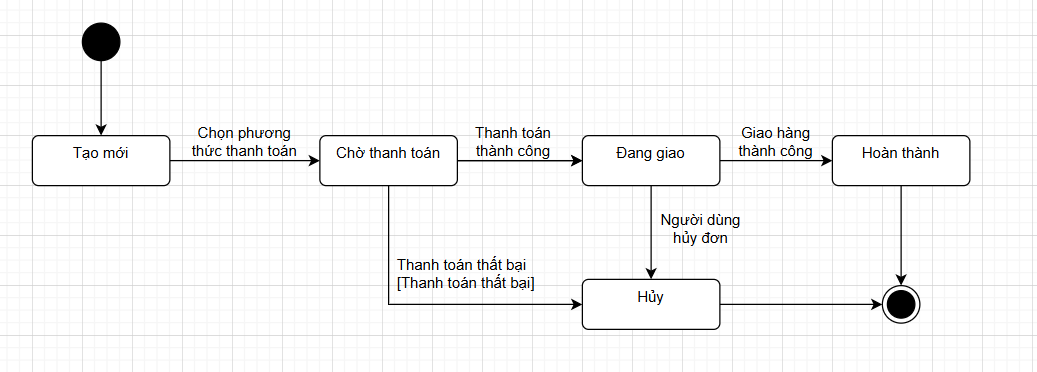 Tạo mới
Chọn phương
thức thanh toán
Chờ thanh toán
Thanh toán
thành công
Đang giao
Giao hàng
thành công
Hoàn thành
Người dùng
hủy đơn
Thanh toán thất bại
[Thanh toán thất bại]
Hủy